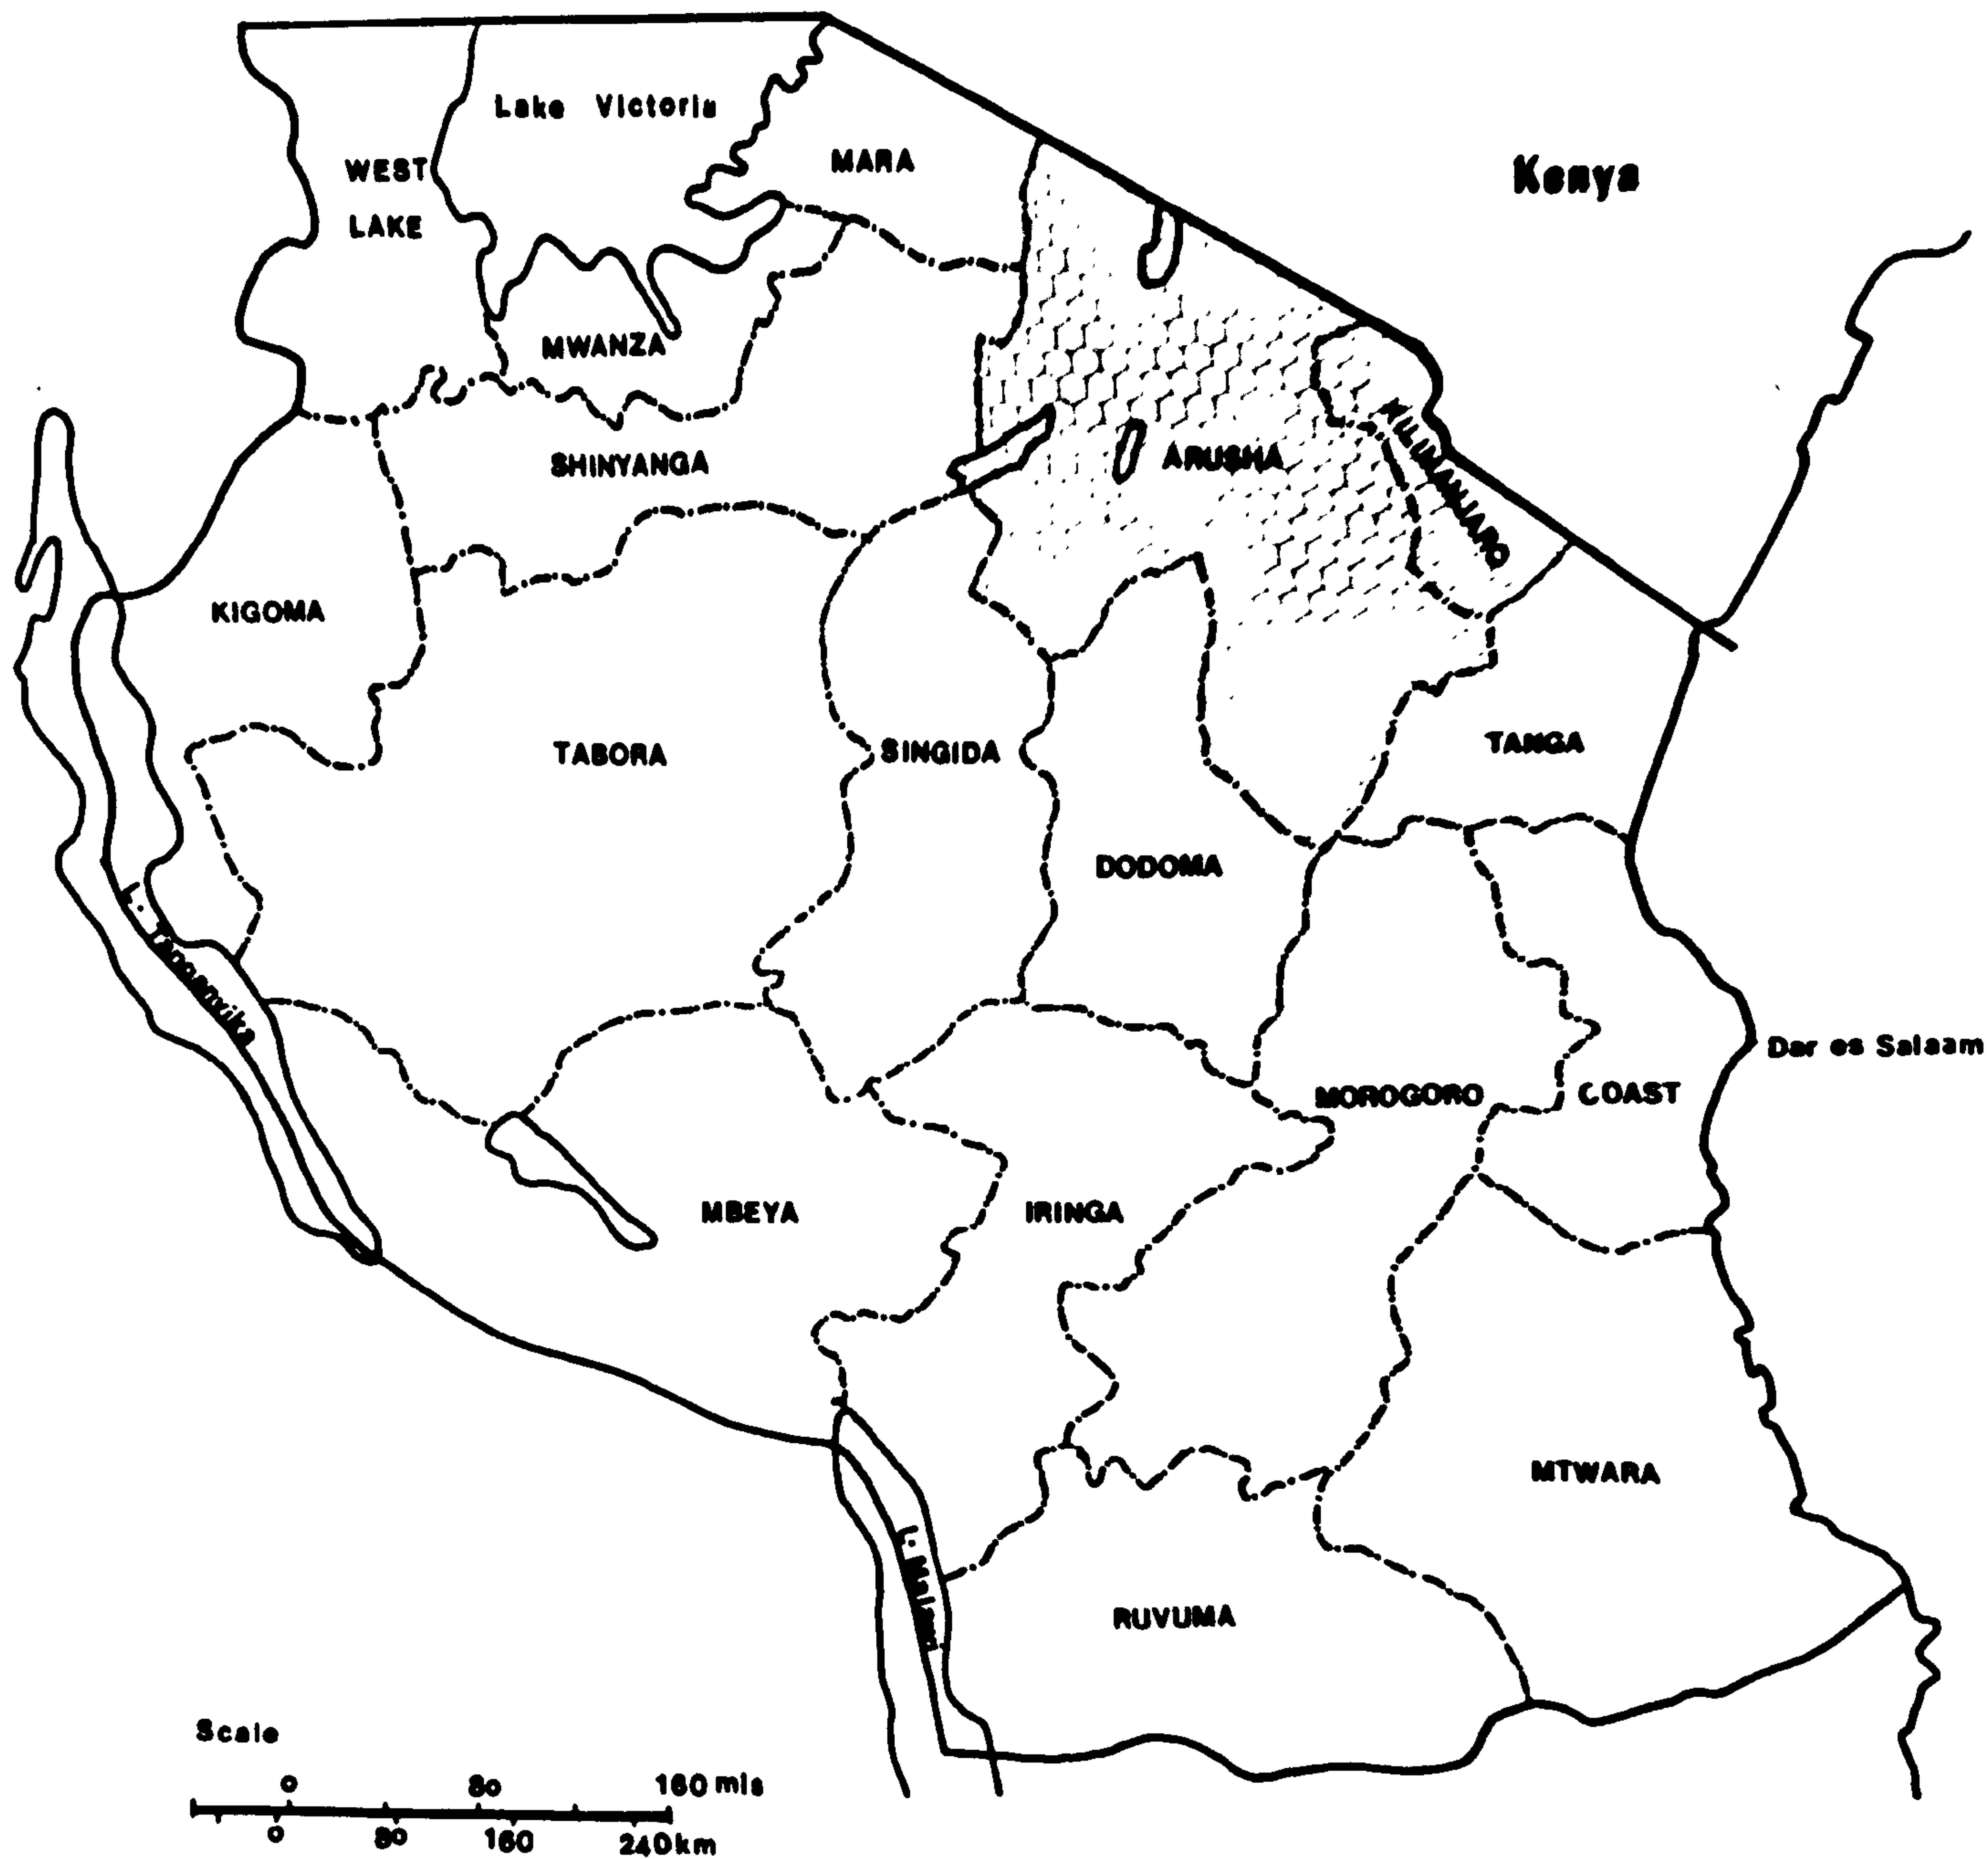 Lake Victoria
MARA
Kenya
WEST
LAKE
MWANZA
SHINYANGA
ARUSHA
KILIMANJARO
KIGOMA
TABORA
SINGIDA
TANGA
DODOMA
L. Tanganyika
Dar es Salaam
MOROGORO
COAST
MBEYA
IRINGA
MTWARA
L.
RUVUMA
Scale
0 80 160 mls
0 80 160 240km